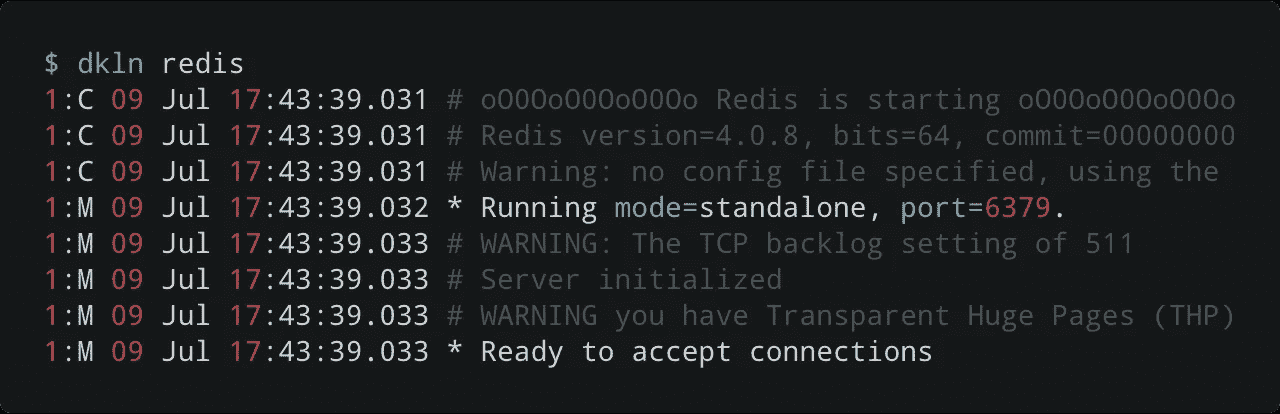 $ dkln redis
1:C 09 Jul 17:43:39.031 # oO0OoO0OoO0Oo Redis is starting oO0OoO0OoO0Oo
1:C 09 Jul 17:43:39.031 # Redis version=4.0.8, bits=64, commit=00000000
1:C 09 Jul 17:43:39.031 # Warning: no config file specified, using the
1:M 09 Jul 17:43:39.032 * Running mode=standalone, port=6379.
1:M 09 Jul 17:43:39.033 # WARNING: The TCP backlog setting of 511
1:M 09 Jul 17:43:39.033 # Server initialized
1:M 09 Jul 17:43:39.033 # WARNING you have Transparent Huge Pages (THP)
1:M 09 Jul 17:43:39.033 * Ready to accept connections